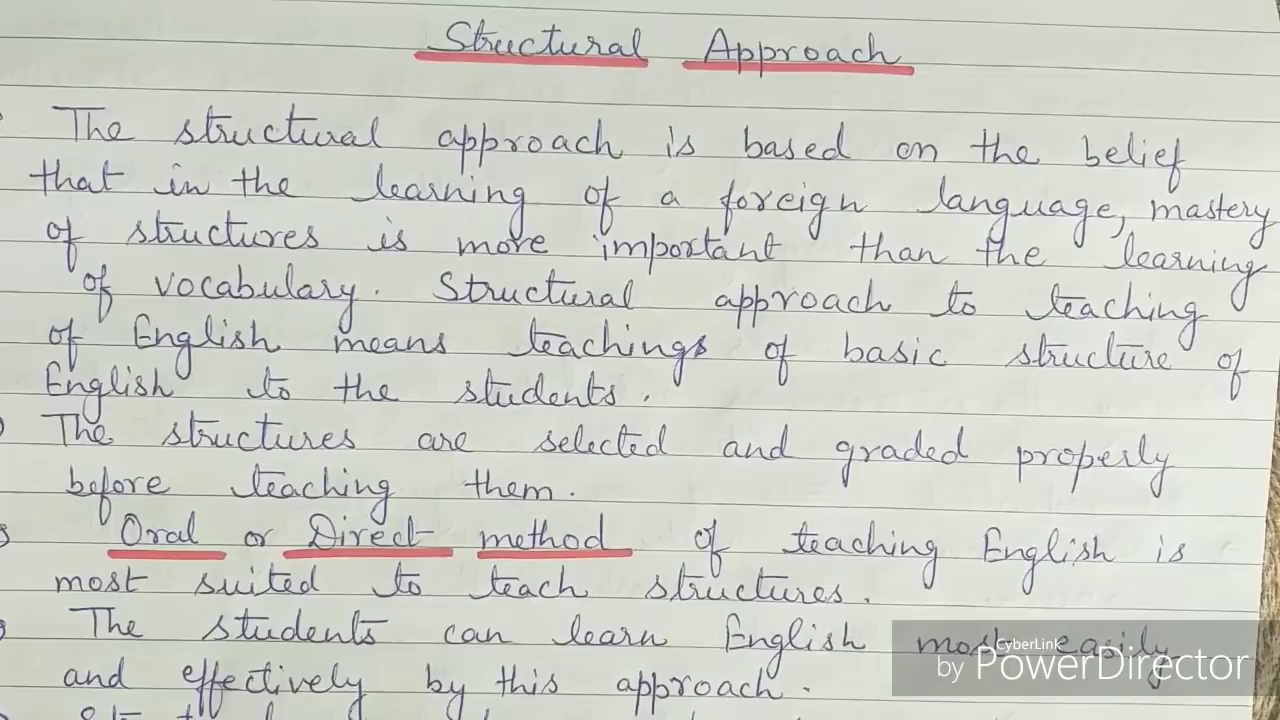 Structural Approach
The structural approach is based on the belief
that in the learning of a foreign language, mastery
of structures is more important than the learning
of vocabulary. Structural approach to teaching
of English means teachings of basic structure of
English to the students.
The structures are selected and graded properly
before teaching them.
Oral or Direct method of teaching English is
most suited to teach structures.
The students can learn English most easily
and effectively by this approach.
CyberLink
by PowerDirector